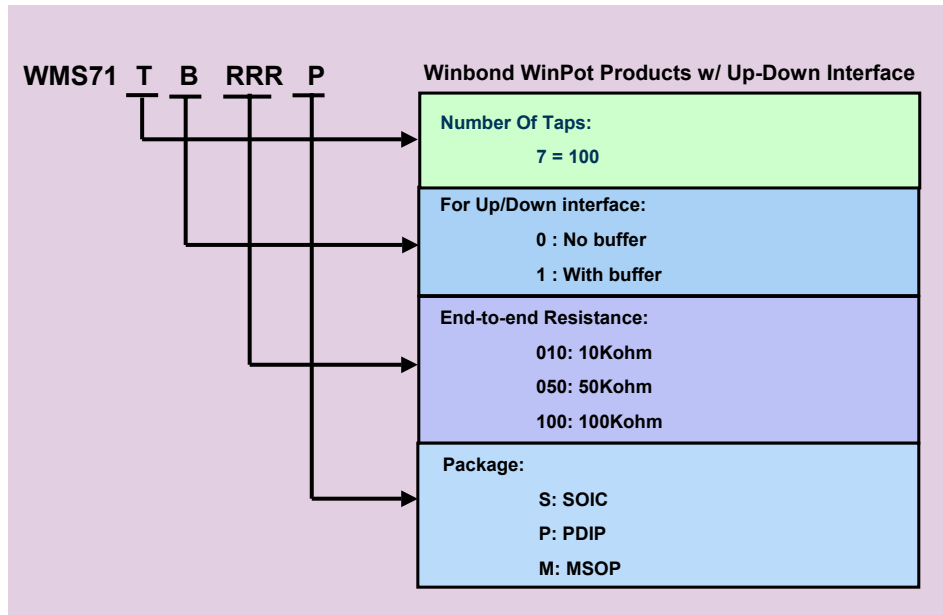 WMS71 T B RRR P
Winbond WinPot Products w/ Up-Down Interface
Number Of Taps:
7 = 100
For Up/Down interface:
0 : No buffer
1 : With buffer
End-to-end Resistance:
010: 10Kohm
050: 50Kohm
100: 100Kohm
Package:
S: SOIC
P: PDIP
M: MSOP